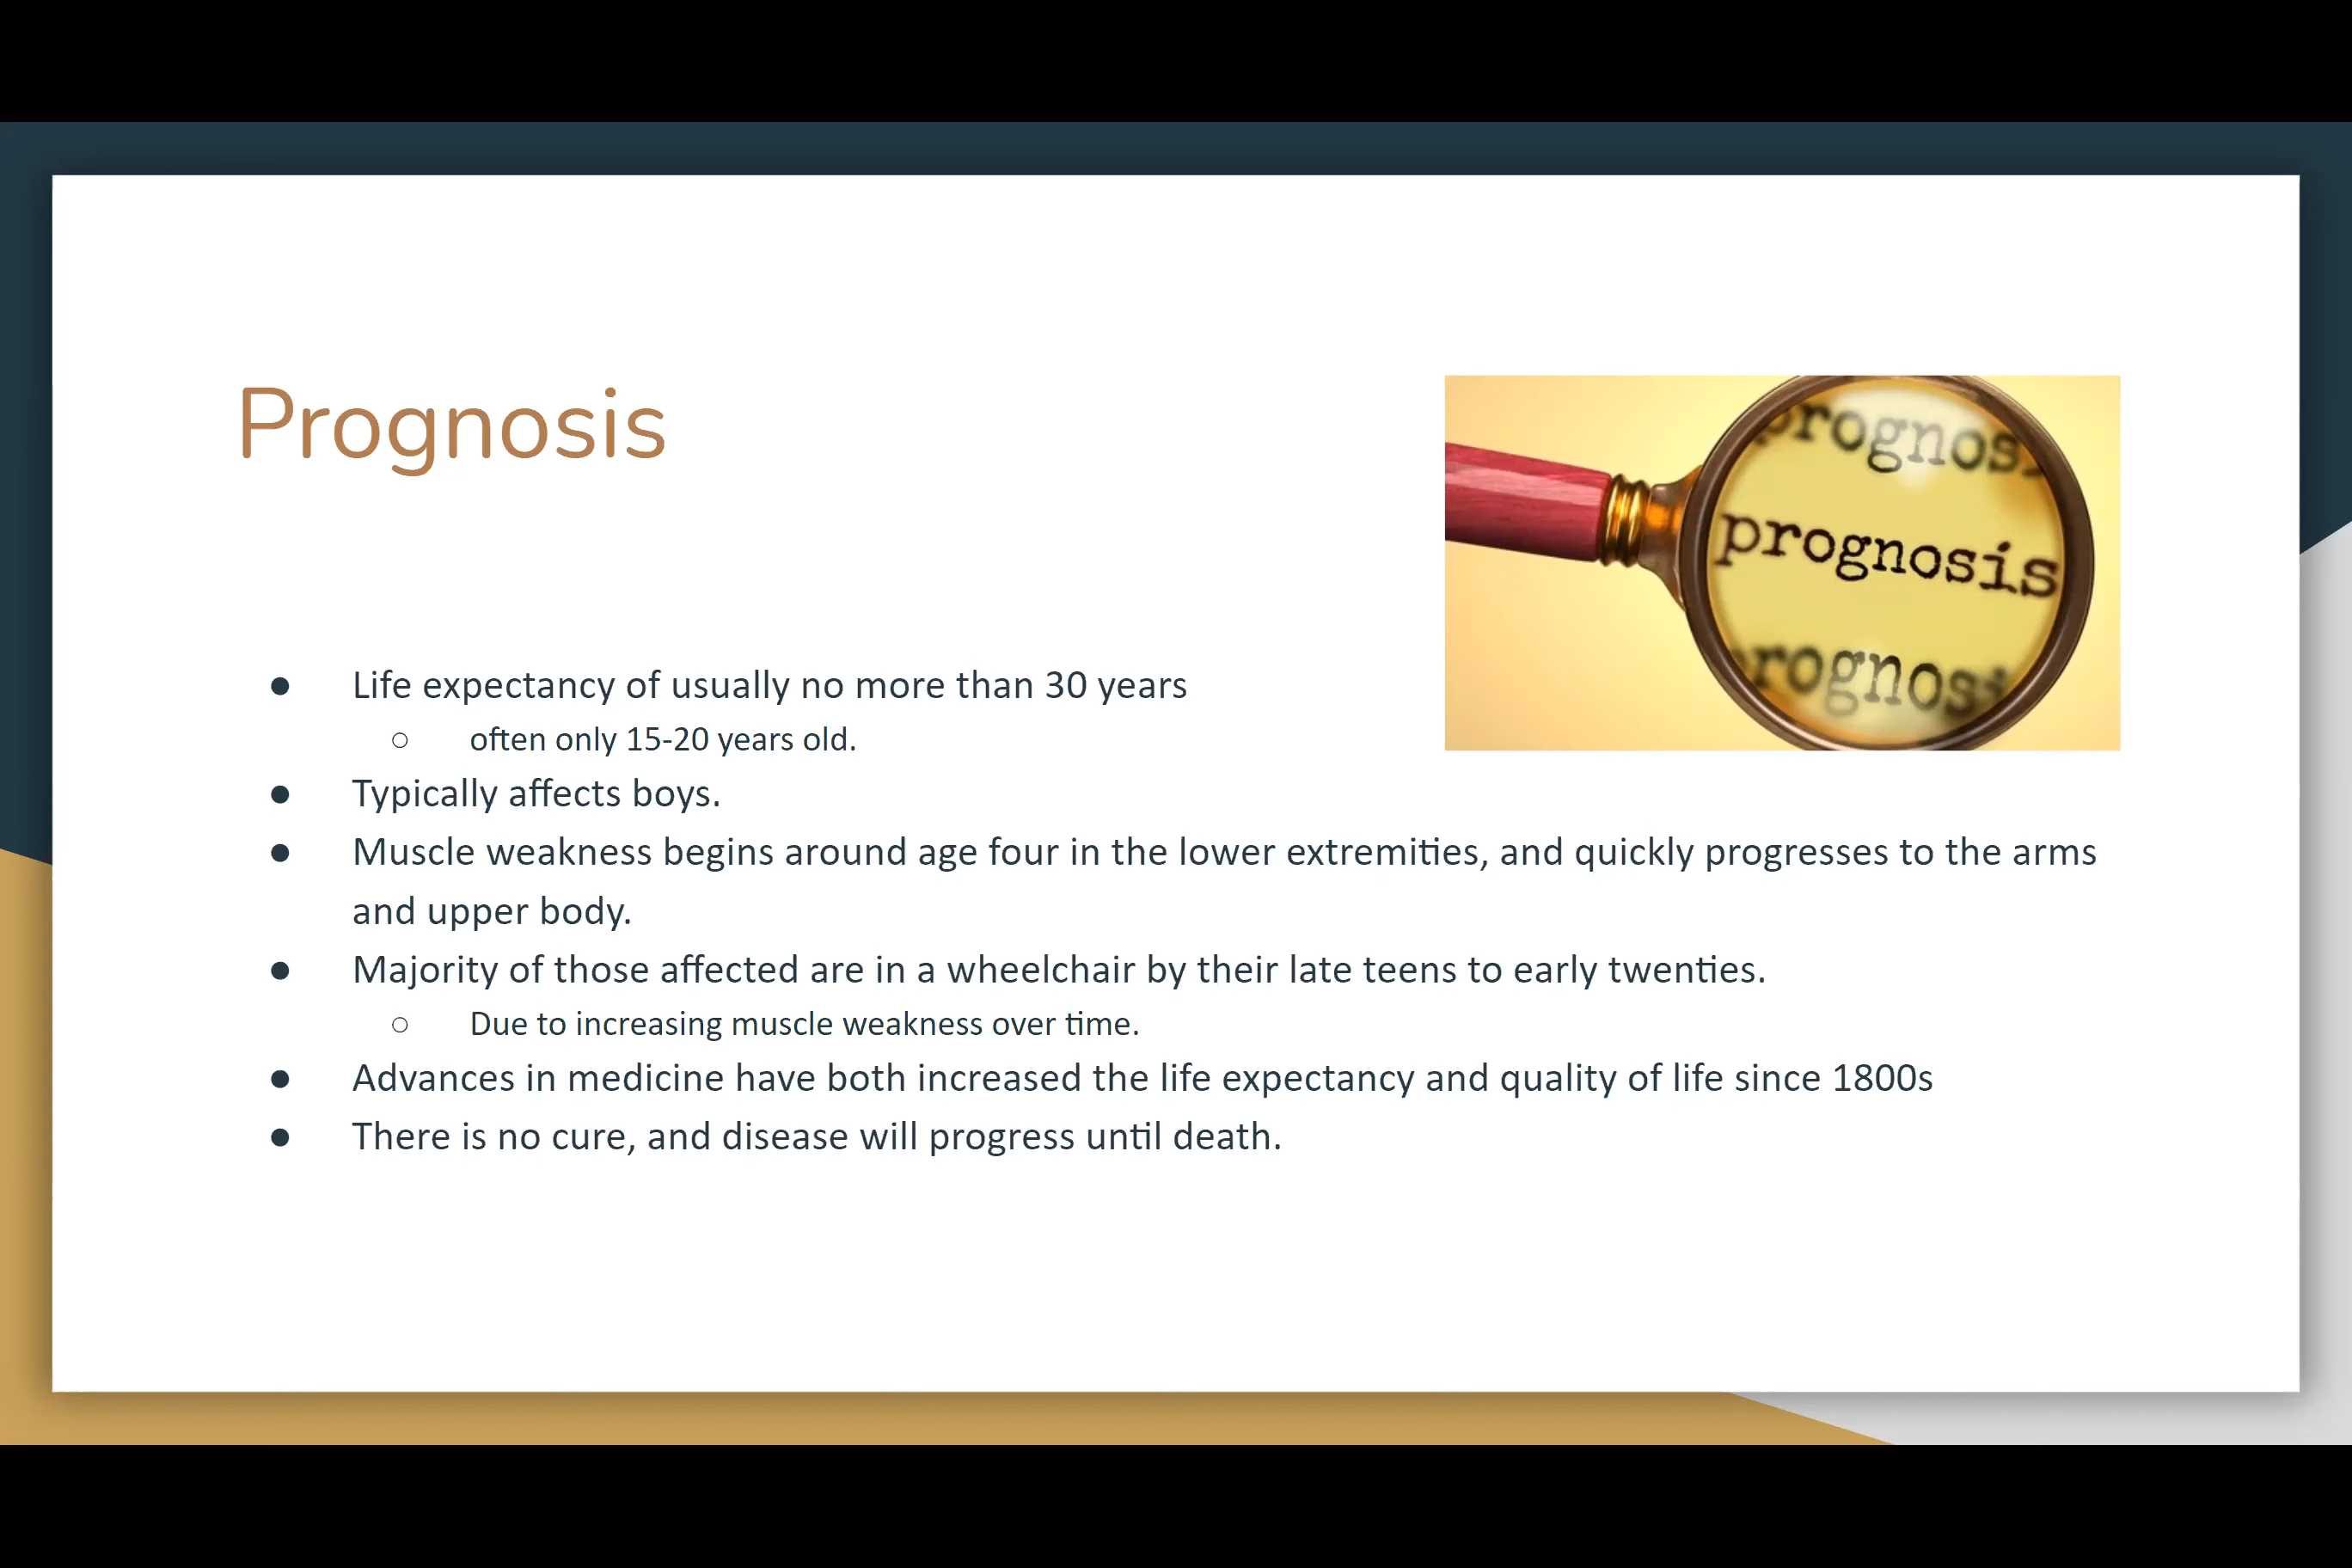 Prognosis
prognosi
prognosis
rognosi
● Life expectancy of usually no more than 30 years
○ often only 15-20 years old.
● Typically affects boys.
● Muscle weakness begins around age four in the lower extremities, and quickly progresses to the arms
and upper body.
● Majority of those affected are in a wheelchair by their late teens to early twenties.
○ Due to increasing muscle weakness over time.
● Advances in medicine have both increased the life expectancy and quality of life since 1800s
● There is no cure, and disease will progress until death.